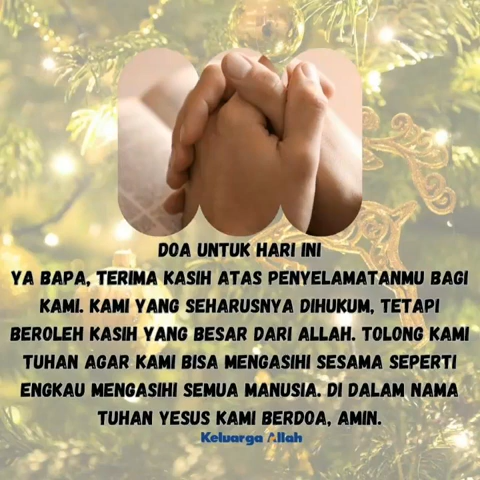 DOA UNTUK HARI INI
YA BAPA, TERIMA KASIH ATAS PENYELAMATANMU BAGI
KAMI. KAMI YANG SEHARUSNYA DIHUKUM, TETAPI
BEROLEH KASIH YANG BESAR DARI ALLAH. TOLONG KAMI
TUHAN AGAR KAMI BISA MENGASIHI SESAMA SEPERTI
ENGKAU MENGASIHI SEMUA MANUSIA. DI DALAM NAMA
TUHAN YESUS KAMI BERDOA, AMIN.
Keluarga Allah